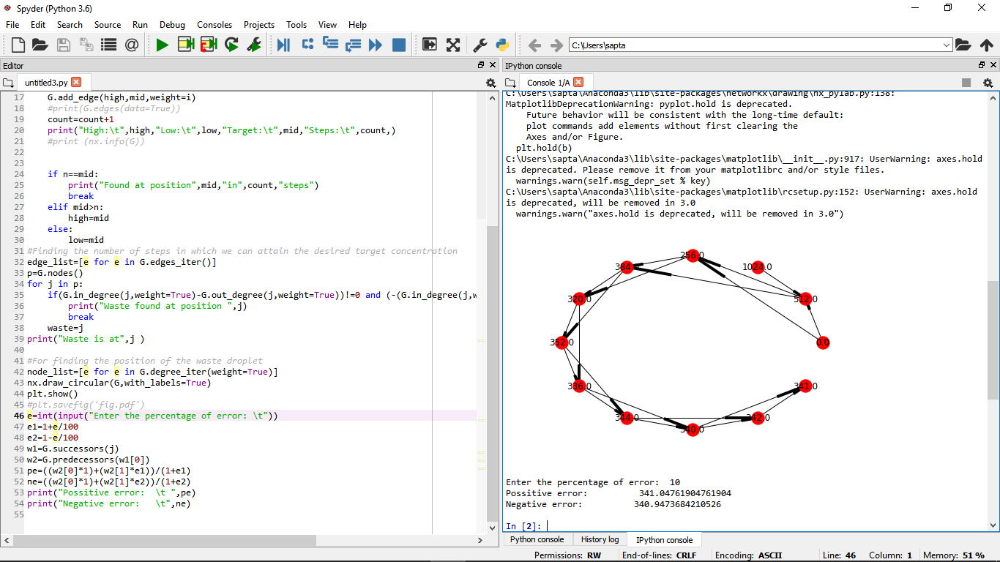 Spyder (Python 3.6)
File Edit Search Source Run Debug Consoles Projects Tools View Help
C:\Users\sapta
Editor
untitled3.py
17 G.add_edge(high,mid,weight=i)
18 #print(G.edges(data=True))
19 count=count+1
20 print("High:\t",high,"Low:\t",low,"Target:\t",mid,"Steps:\t",count,)
21 #print (nx.info(G))
22
23
24 if n==mid:
25 print("Found at position",mid,"in",count,"steps")
26 break
27 elif mid>n:
28 high=mid
29 else:
30 low=mid
31 #Finding the number of steps in which we can attain the desired target concentration
32 edge_list=[e for e in G.edges_iter()]
33 p=G.nodes()
34 for j in p:
35 if(G.in_degree(j,weight=True)-G.out_degree(j,weight=True))!=0 and (-(G.in_degree(j,w
36 print("Waste found at position ",j)
37 break
38 waste=j
39 print("Waste is at",j )
40
41 #For finding the position of the waste droplet
42 node_list=[e for e in G.degree_iter(weight=True)]
43 nx.draw_circular(G,with_labels=True)
44 plt.show()
45 #plt.savefig('fig.pdf')
46 e=int(input("Enter the percentage of error: \t"))
47 e1=1+e/100
48 e2=1-e/100
49 w1=G.successors(j)
50 w2=G.predecessors(w1[0])
51 pe=((w2[0]*1)+(w2[1]*e1))/(1+e1)
52 ne=((w2[0]*1)+(w2[1]*e2))/(1+e2)
53 print("Possitive error: \t ",pe)
54 print("Negative error: \t",ne)
55
IPython console
Console 1/A
C:\Users\sapta\Anaconda3\lib\site-packages\networkx\drawing\nx_pylab.py:138:
MatplotlibDeprecationWarning: pyplot.hold is deprecated.
Future behavior will be consistent with the long-time default:
plot commands add elements without first clearing the
Axes and/or Figure.
plt.hold(b)
C:\Users\sapta\Anaconda3\lib\site-packages\matplotlib\__init__.py:917: UserWarning: axes.hold
is deprecated. Please remove it from your matplotlibrc and/or style files.
warnings.warn(self.msg_depr_set % key)
C:\Users\sapta\Anaconda3\lib\site-packages\matplotlib\rcsetup.py:152: UserWarning: axes.hold
is deprecated, will be removed in 3.0
warnings.warn("axes.hold is deprecated, will be removed in 3.0")
256.0
384.0
1024.0
320.0
512.0
352.0
0.0
336.0
341.0
344.0
342.0
340.0
Enter the percentage of error: 10
Possitive error: 341.04761904761904
Negative error: 340.9473684210526
In [2]:
Python console History log IPython console
Permissions: RW End-of-lines: CRLF Encoding: ASCII Line: 46 Column: 1 Memory: 51 %